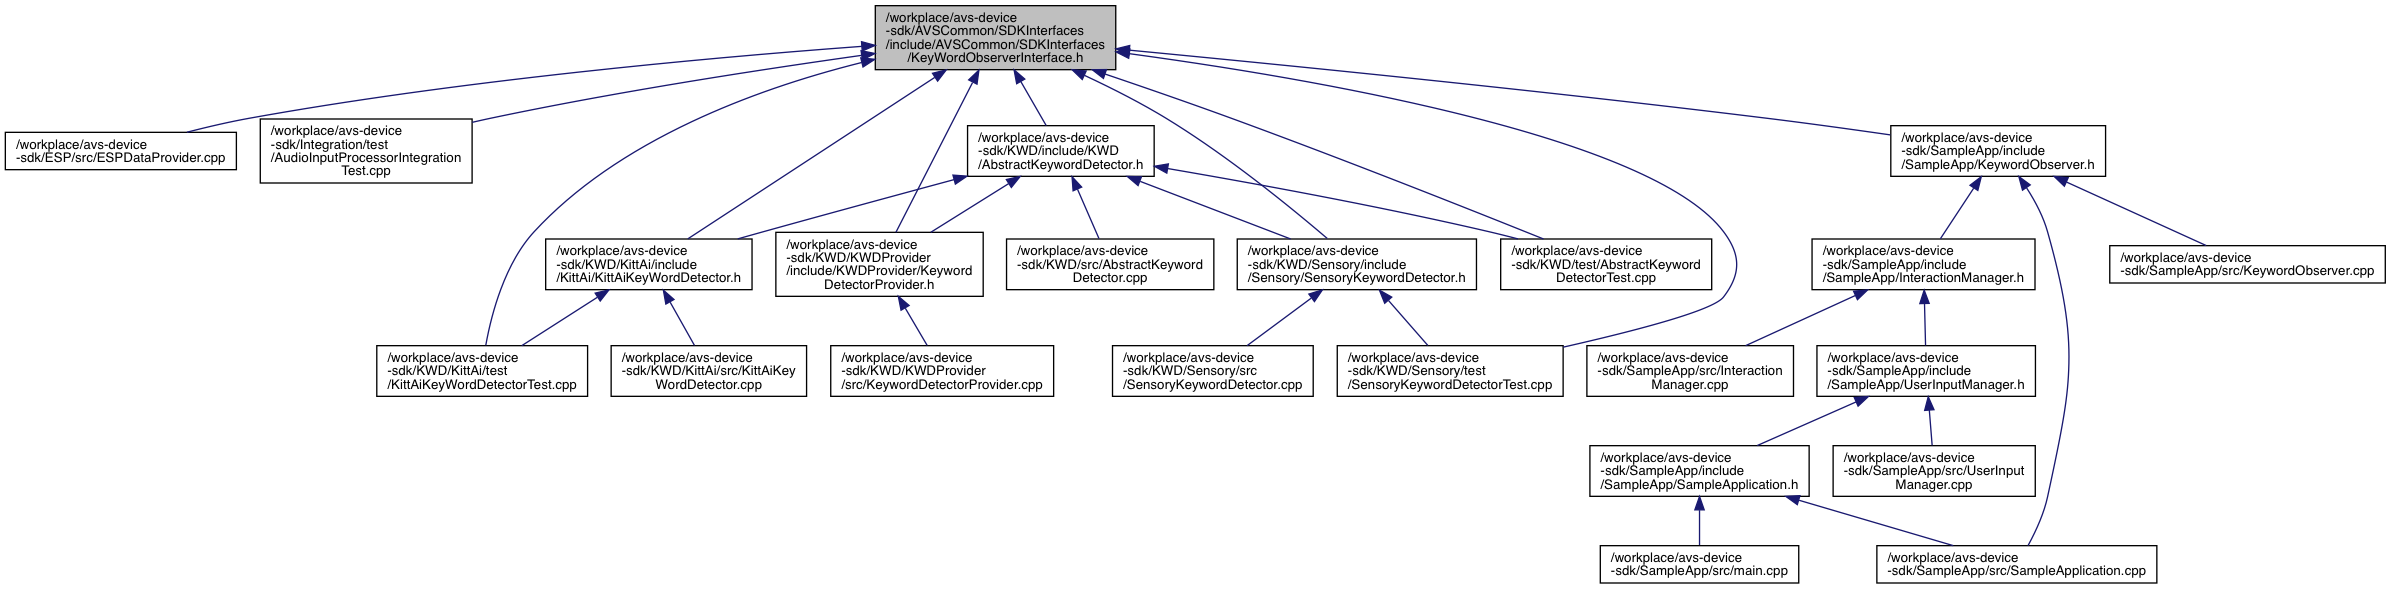 /workplace/avs-device
-sdk/AVSCommon/SDKInterfaces
/include/AVSCommon/SDKInterfaces
/KeyWordObserverInterface.h
/workplace/avs-device
-sdk/ESP/src/ESPDataProvider.cpp
/workplace/avs-device
-sdk/Integration/test
/AudioInputProcessorIntegration
Test.cpp
/workplace/avs-device
-sdk/KWD/include/KWD
/AbstractKeywordDetector.h
/workplace/avs-device
-sdk/SampleApp/include
/SampleApp/KeywordObserver.h
/workplace/avs-device
-sdk/KWD/KittAi/include
/KittAi/KittAiKeyWordDetector.h
/workplace/avs-device
-sdk/KWD/KWDProvider
/include/KWDProvider/Keyword
DetectorProvider.h
/workplace/avs-device
-sdk/KWD/src/AbstractKeyword
Detector.cpp
/workplace/avs-device
-sdk/KWD/Sensory/include
/Sensory/SensoryKeywordDetector.h
/workplace/avs-device
-sdk/KWD/test/AbstractKeyword
DetectorTest.cpp
/workplace/avs-device
-sdk/SampleApp/include
/SampleApp/InteractionManager.h
/workplace/avs-device
-sdk/SampleApp/src/KeywordObserver.cpp
/workplace/avs-device
-sdk/KWD/KittAi/test
/KittAiKeyWordDetectorTest.cpp
/workplace/avs-device
-sdk/KWD/KittAi/src/KittAiKey
WordDetector.cpp
/workplace/avs-device
-sdk/KWD/KWDProvider
/src/KeywordDetectorProvider.cpp
/workplace/avs-device
-sdk/KWD/Sensory/src
/SensoryKeywordDetector.cpp
/workplace/avs-device
-sdk/KWD/Sensory/test
/SensoryKeywordDetectorTest.cpp
/workplace/avs-device
-sdk/SampleApp/src/Interaction
Manager.cpp
/workplace/avs-device
-sdk/SampleApp/include
/SampleApp/UserInputManager.h
/workplace/avs-device
-sdk/SampleApp/include
/SampleApp/SampleApplication.h
/workplace/avs-device
-sdk/SampleApp/src/UserInput
Manager.cpp
/workplace/avs-device
-sdk/SampleApp/src/main.cpp
/workplace/avs-device
-sdk/SampleApp/src/SampleApplication.cpp